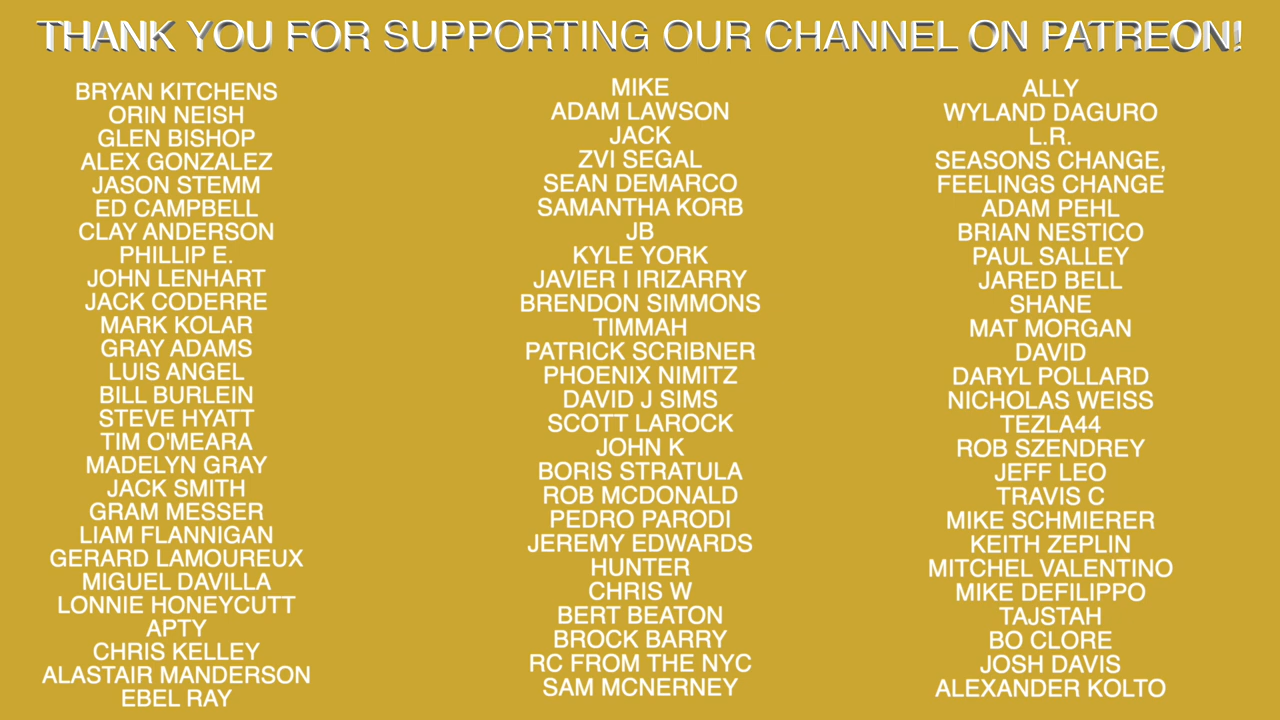 THANK YOU FOR SUPPORTING OUR CHANNEL ON PATREON!
BRYAN KITCHENS
ORIN NEISH
GLEN BISHOP
ALEX GONZALEZ
JASON STEMM
ED CAMPBELL
CLAY ANDERSON
PHILLIP E.
JOHN LENHART
JACK CODERRE
MARK KOLAR
GRAY ADAMS
LUIS ANGEL
BILL BURLEIN
STEVE HYATT
TIM O'MEARA
MADELYN GRAY
JACK SMITH
GRAM MESSER
LIAM FLANNIGAN
GERARD LAMOUREUX
MIGUEL DAVILLA
LONNIE HONEYCUTT
APTY
CHRIS KELLEY
ALASTAIR MANDERSON
EBEL RAY
MIKE
ADAM LAWSON
JACK
ZVI SEGAL
SEAN DEMARCO
SAMANTHA KORB
JB
KYLE YORK
JAVIER I IRIZARRY
BRENDON SIMMONS
TIMMAH
PATRICK SCRIBNER
PHOENIX NIMITZ
DAVID J SIMS
SCOTT LAROCK
JOHN K
BORIS STRATULA
ROB MCDONALD
PEDRO PARODI
JEREMY EDWARDS
HUNTER
CHRIS W
BERT BEATON
BROCK BARRY
RC FROM THE NYC
SAM MCNERNEY
ALLY
WYLAND DAGURO
L.R.
SEASONS CHANGE,
FEELINGS CHANGE
ADAM PEHL
BRIAN NESTICO
PAUL SALLEY
JARED BELL
SHANE
MAT MORGAN
DAVID
DARYL POLLARD
NICHOLAS WEISS
TEZLA44
ROB SZENDREY
JEFF LEO
TRAVIS C
MIKE SCHMIERER
KEITH ZEPLIN
MITCHEL VALENTINO
MIKE DEFILIPPO
TAJSTAH
BO CLORE
JOSH DAVIS
ALEXANDER KOLTO